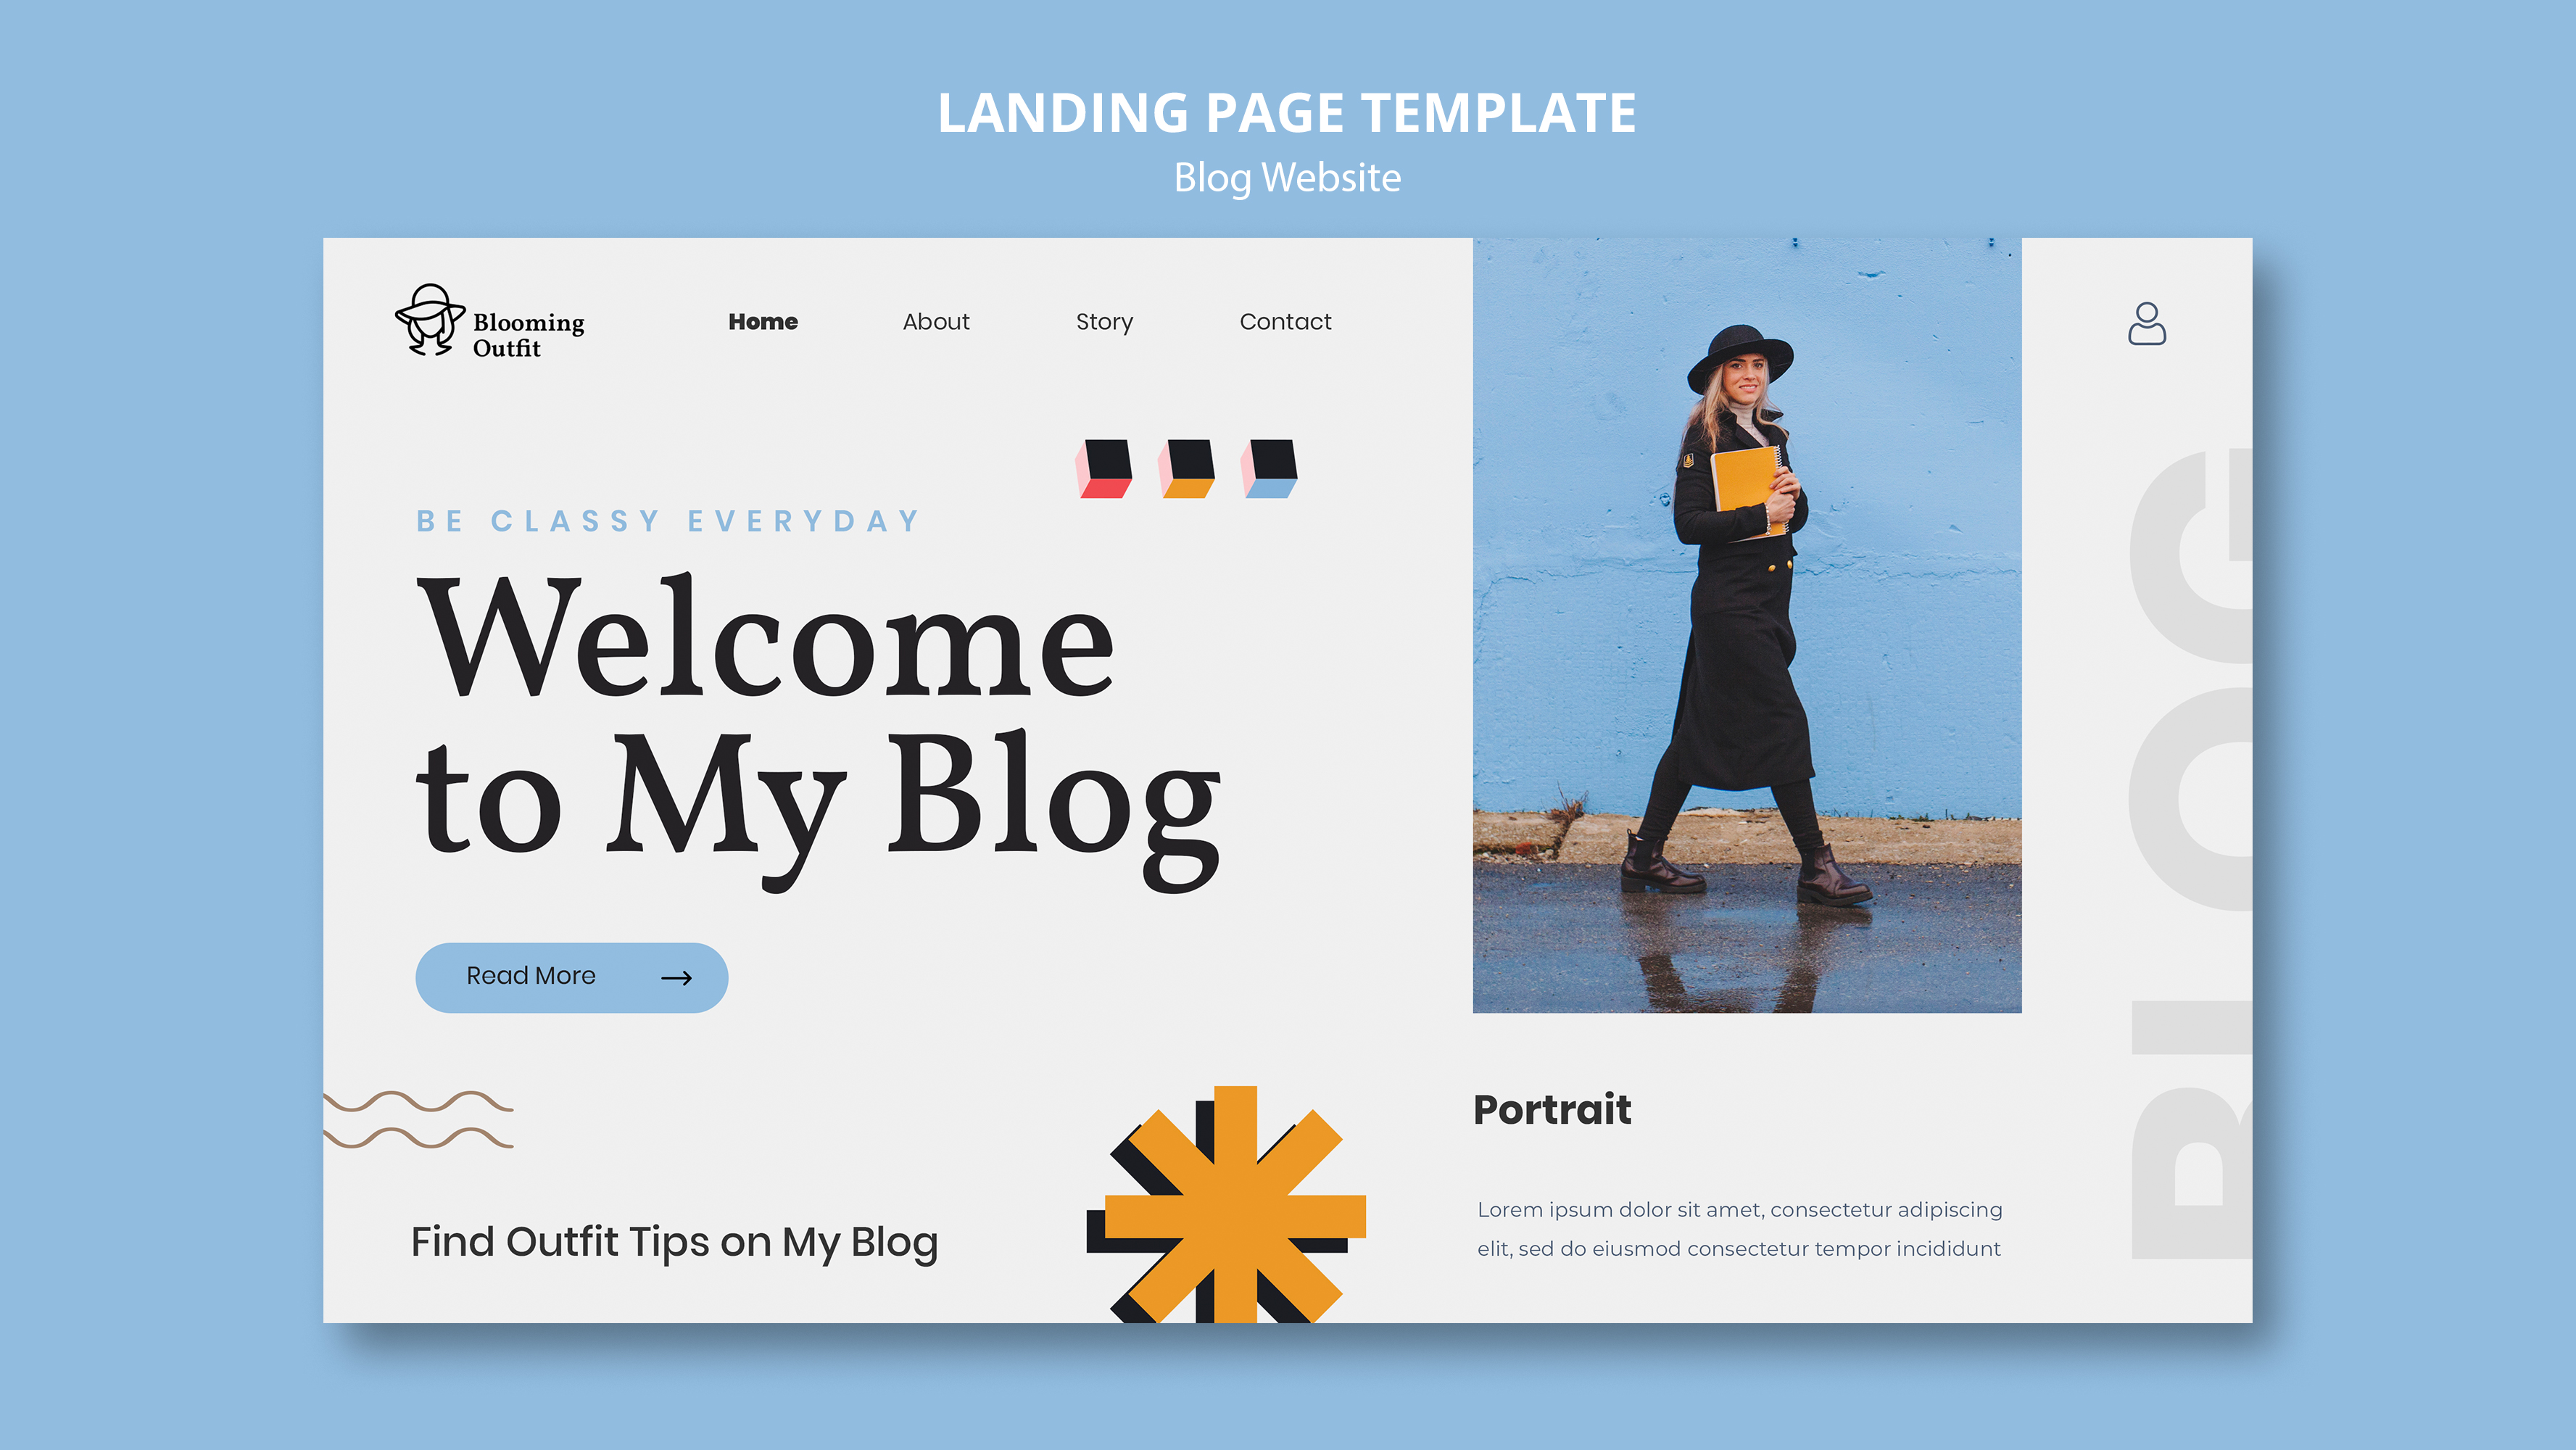 LANDING PAGE TEMPLATE
Blog Website
Blooming
Outfit
Home
About
Story
Contact
BE CLASSY EVERYDAY
Welcome
to My Blog
Read More
Find Outfit Tips on My Blog
Portrait
Lorem ipsum dolor sit amet, consectetur adipiscing
elit, sed do eiusmod consectetur tempor incididunt
BLOG